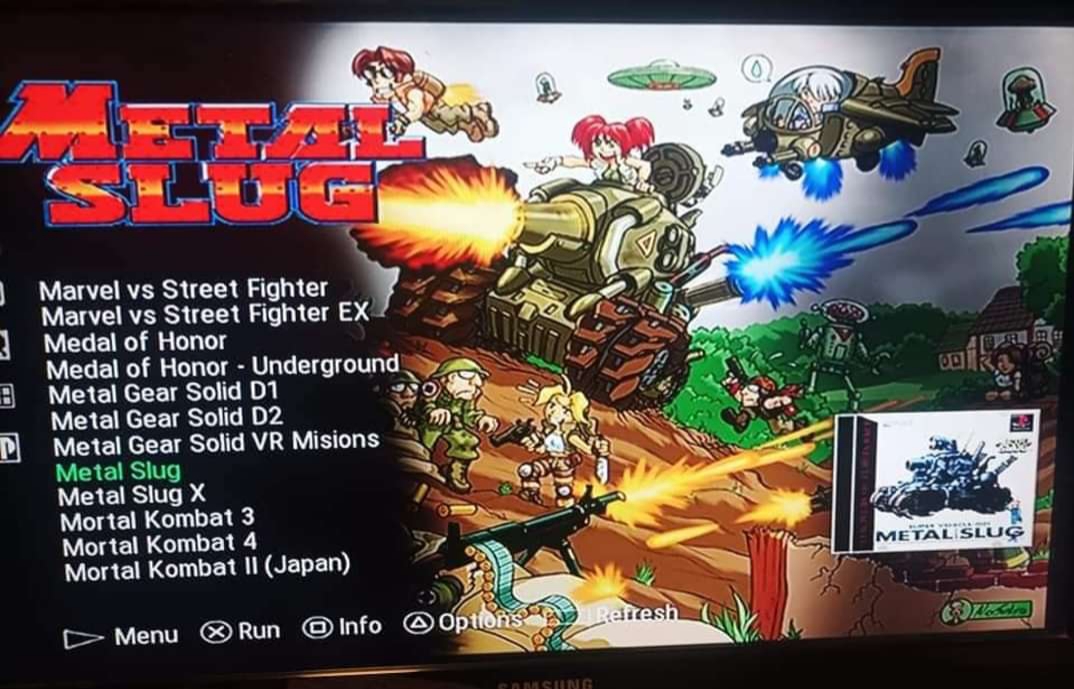 METAL
SLUG
Marvel vs Street Fighter
Marvel vs Street Fighter EX
Medal of Honor
Medal of Honor - Underground
Metal Gear Solid D1
Metal Gear Solid D2
Metal Gear Solid VR Misions
Metal Slug
Metal Slug X
Mortal Kombat 3
Mortal Kombat 4
Mortal Kombat II (Japan)
METAL SLUG
Menu Run Info Options Refresh
SAMSUNG